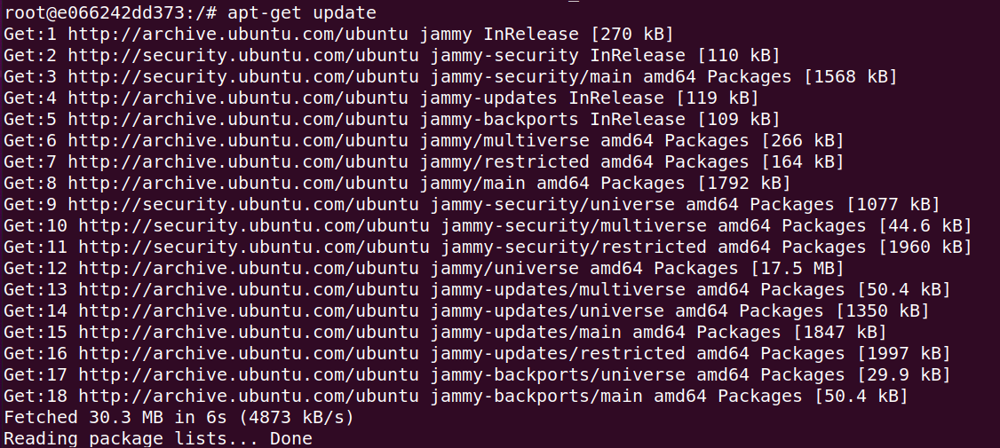 root@e066242dd373:/# apt-get update
Get:1 http://archive.ubuntu.com/ubuntu jammy InRelease [270 kB]
Get:2 http://security.ubuntu.com/ubuntu jammy-security InRelease [110 kB]
Get:3 http://security.ubuntu.com/ubuntu jammy-security/main amd64 Packages [1568 kB]
Get:4 http://archive.ubuntu.com/ubuntu jammy-updates InRelease [119 kB]
Get:5 http://archive.ubuntu.com/ubuntu jammy-backports InRelease [109 kB]
Get:6 http://archive.ubuntu.com/ubuntu jammy/multiverse amd64 Packages [266 kB]
Get:7 http://archive.ubuntu.com/ubuntu jammy/restricted amd64 Packages [164 kB]
Get:8 http://archive.ubuntu.com/ubuntu jammy/main amd64 Packages [1792 kB]
Get:9 http://security.ubuntu.com/ubuntu jammy-security/universe amd64 Packages [1077 kB]
Get:10 http://security.ubuntu.com/ubuntu jammy-security/multiverse amd64 Packages [44.6 kB]
Get:11 http://security.ubuntu.com/ubuntu jammy-security/restricted amd64 Packages [1960 kB]
Get:12 http://archive.ubuntu.com/ubuntu jammy/universe amd64 Packages [17.5 MB]
Get:13 http://archive.ubuntu.com/ubuntu jammy-updates/multiverse amd64 Packages [50.4 kB]
Get:14 http://archive.ubuntu.com/ubuntu jammy-updates/universe amd64 Packages [1350 kB]
Get:15 http://archive.ubuntu.com/ubuntu jammy-updates/main amd64 Packages [1847 kB]
Get:16 http://archive.ubuntu.com/ubuntu jammy-updates/restricted amd64 Packages [1997 kB]
Get:17 http://archive.ubuntu.com/ubuntu jammy-backports/universe amd64 Packages [29.9 kB]
Get:18 http://archive.ubuntu.com/ubuntu jammy-backports/main amd64 Packages [50.4 kB]
Fetched 30.3 MB in 6s (4873 kB/s)
Reading package lists... Done